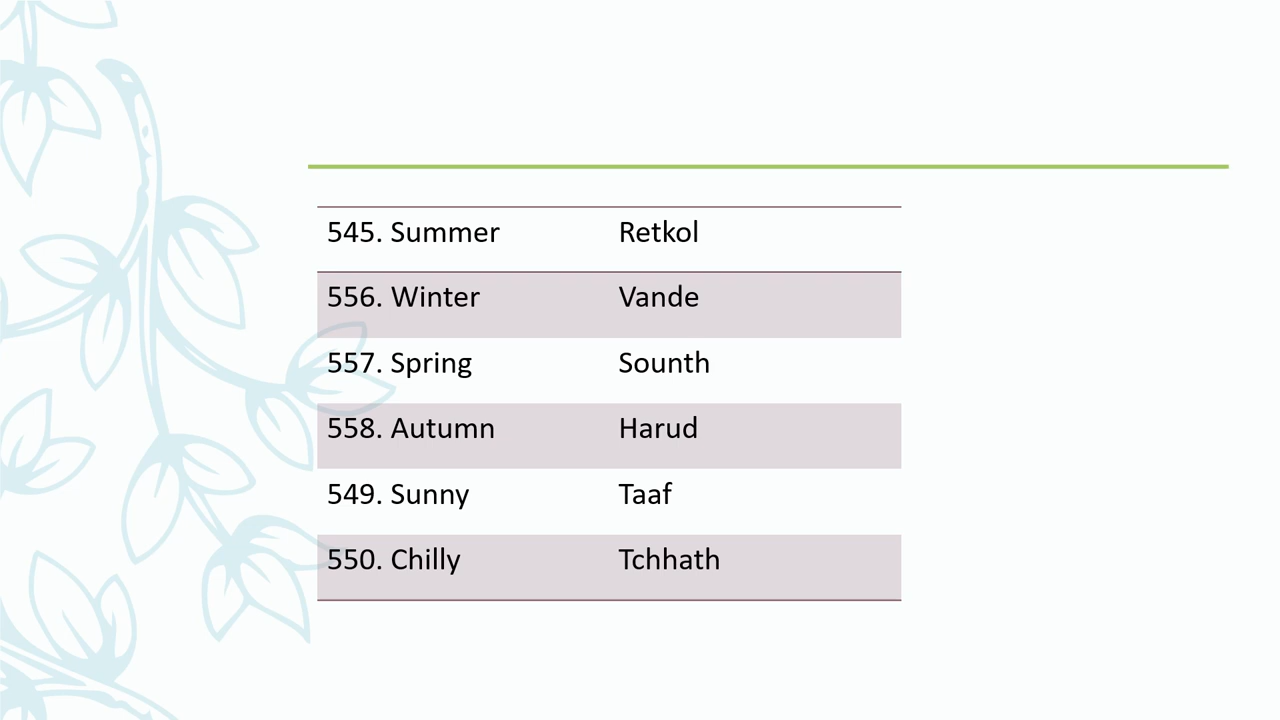 545. Summer Retkol
556. Winter Vande
557. Spring Sounth
558. Autumn Harud
549. Sunny Taaf
550. Chilly Tchhath